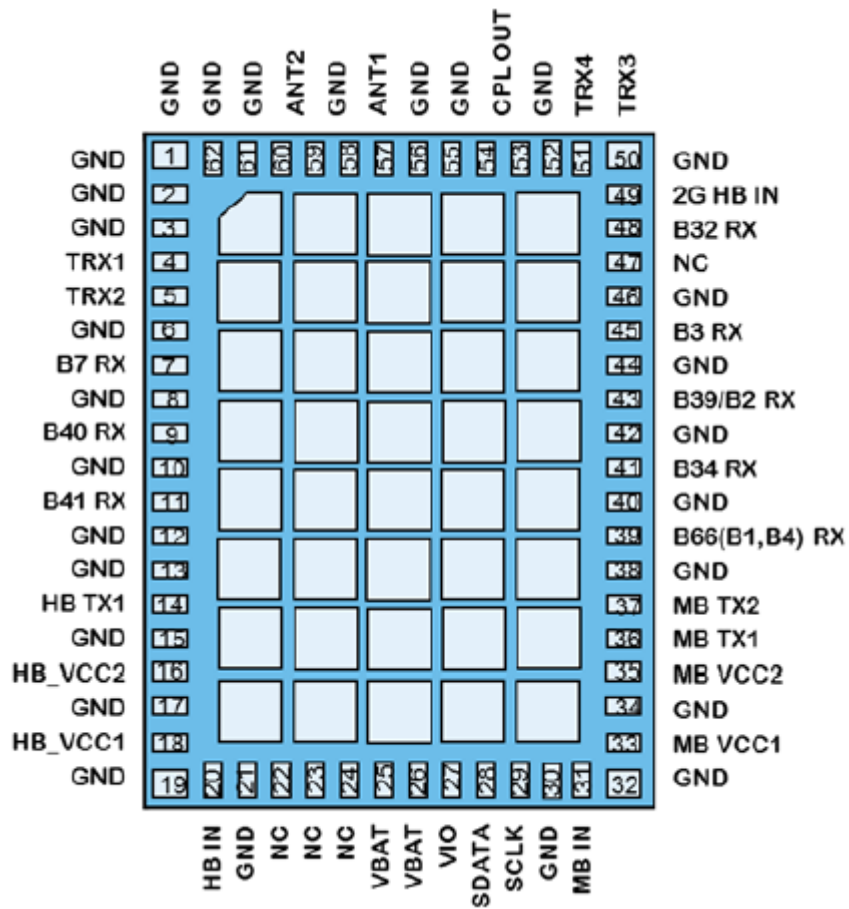 GND GND GND ANT2 GND ANT1 GND GND CPLOUT GND TRX4 TRX3
GND 1 62 61 60 59 58 57 56 55 54 53 52 51 50 GND
GND 2 49 2G HB IN
GND 3 48 B32 RX
TRX1 4 47 NC
TRX2 5 46 GND
GND 6 45 B3 RX
B7 RX 7 44 GND
GND 8 43 B39/B2 RX
B40 RX 9 42 GND
GND 10 41 B34 RX
B41 RX 11 40 GND
GND 12 39 B66(B1,B4) RX
GND 13 38 GND
HB TX1 14 37 MB TX2
GND 15 36 MB TX1
HB_VCC2 16 35 MB VCC2
GND 17 34 GND
HB_VCC1 18 33 MB VCC1
GND 19 20 21 22 23 24 25 26 27 28 29 30 31 32 GND
HB IN GND NC NC NC VBAT VBAT VIO SDATA SCLK GND MB IN